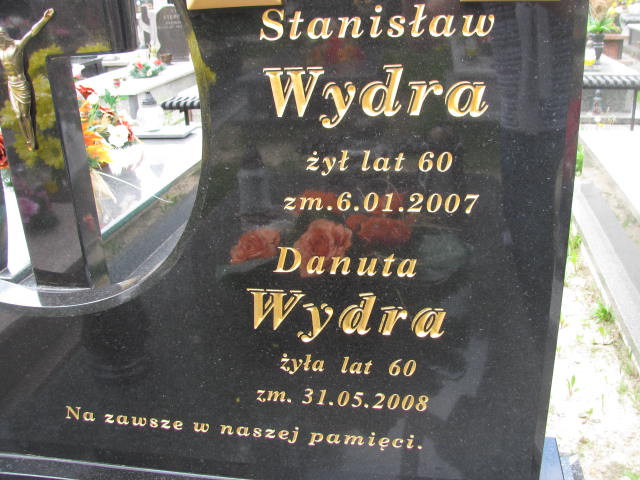 Stanisław
Wydra
żył lat 60
zm. 6.01.2007
Danuta
Wydra
żyła lat 60
zm. 31.05.2008
Na zawsze w naszej pamięci.